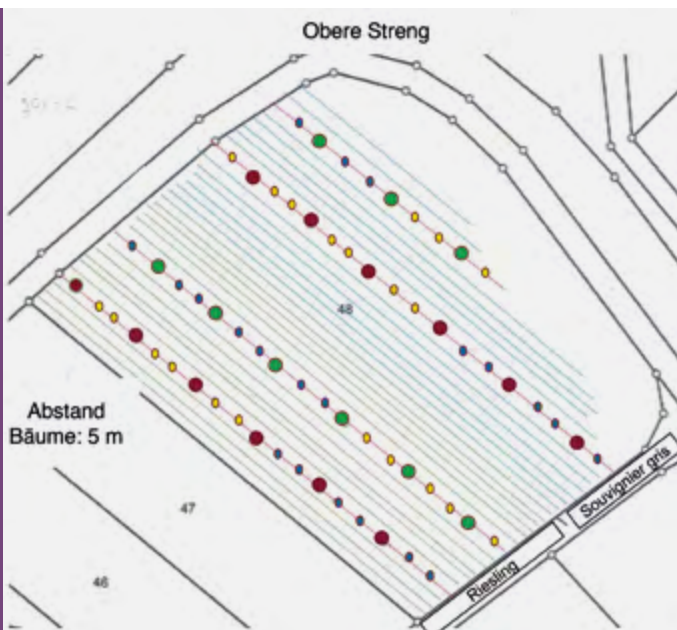 Obere Streng
48
Abstand
Bäume: 5 m
47
46
Riesling
Souvignier gris